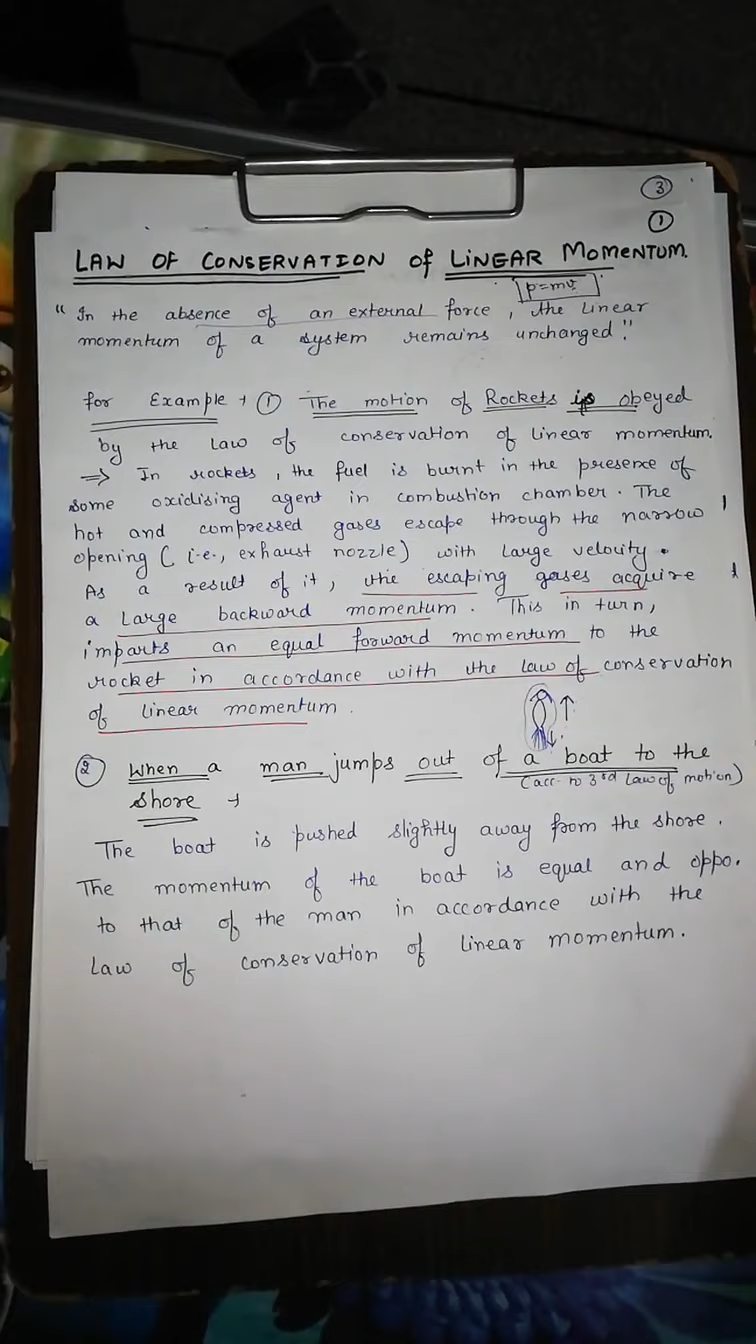 3
1
LAW OF CONSERVATION of LINEAR MOMENTUM.
p=mv
"In the absence of an external force, the linear
momentum of a system remains unchanged".
for Example → ① The motion of Rockets is obeyed
by the law of conservation of linear momentum.
⇒ In rockets, the fuel is burnt in the presence of
some oxidising agent in combustion chamber. The
hot and compressed gases escape through the narrow
opening (i.e., exhaust nozzle) with large velocity.
As a result of it, the escaping gases acquire
a large backward momentum. This in turn,
imparts an equal forward momentum to the
rocket in accordance with the law of conservation
of linear momentum.
② When a man jumps out of a boat to the
(acc. to 3rd Law of motion)
shore →
The boat is pushed slightly away from the shore.
The momentum of the boat is equal and oppo.
to that of the man in accordance with the
law of conservation of linear momentum.